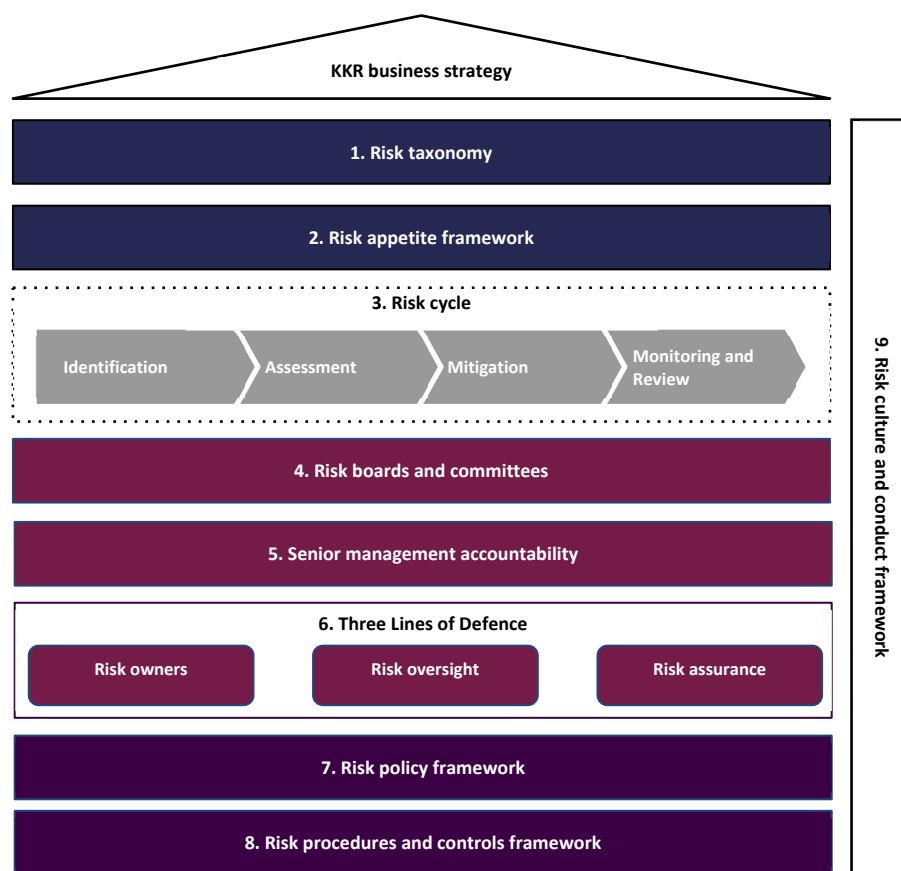 KKR business strategy
1. Risk taxonomy
2. Risk appetite framework
3. Risk cycle
Identification
Assessment
Mitigation
Monitoring and
Review
4. Risk boards and committees
5. Senior management accountability
6. Three Lines of Defence
Risk owners
Risk oversight
Risk assurance
7. Risk policy framework
8. Risk procedures and controls framework
9. Risk culture and conduct framework